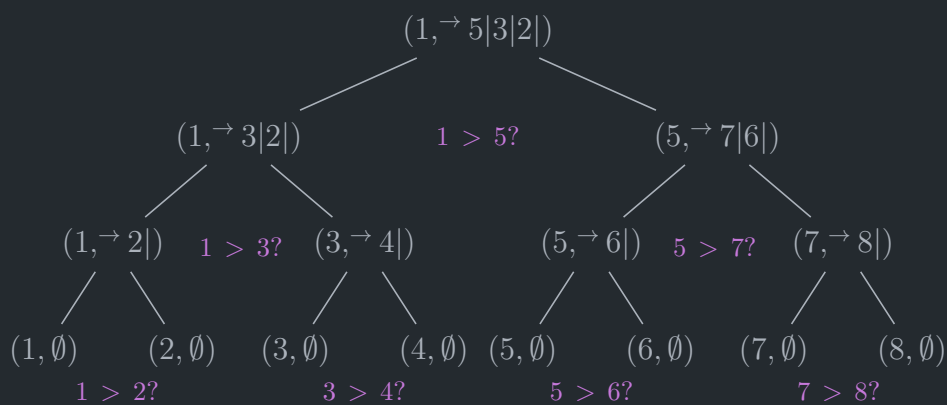 (1,→ 5|3|2|)
(1,→ 3|2|) 1 > 5? (5,→ 7|6|)
(1,→ 2|) 1 > 3? (3,→ 4|) (5,→ 6|) 5 > 7? (7,→ 8|)
(1, ∅) (2, ∅) (3, ∅) (4, ∅) (5, ∅) (6, ∅) (7, ∅) (8, ∅)
1 > 2? 3 > 4? 5 > 6? 7 > 8?